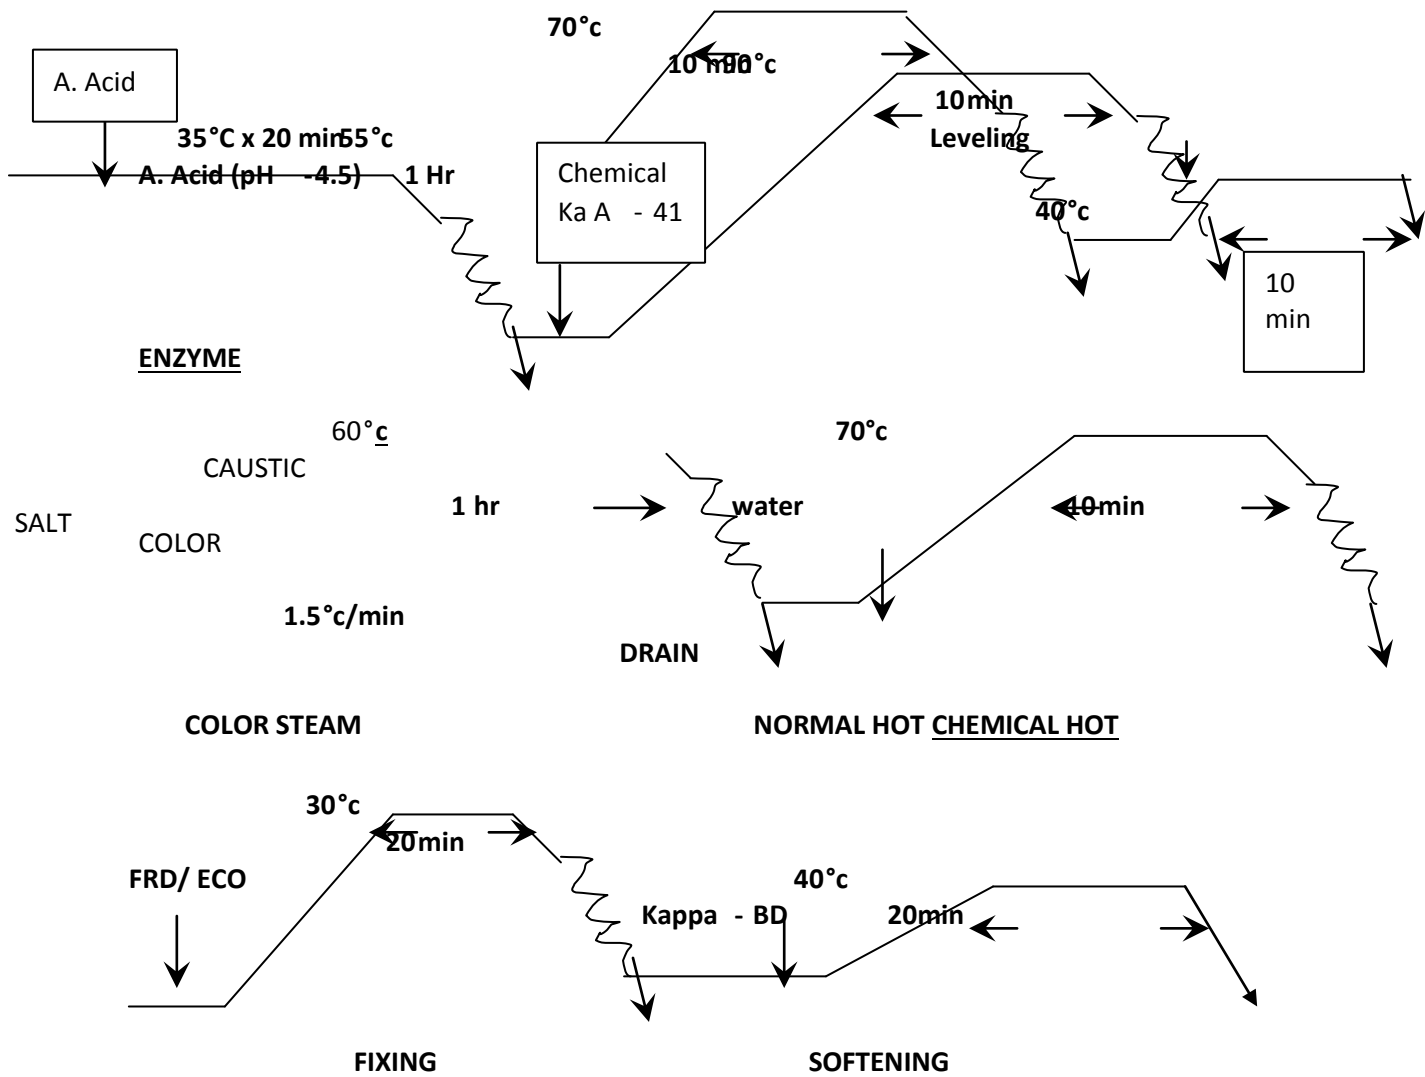 70°c
10 min
90°c
A. Acid
10min
Leveling
35°C x 20 min
55°c
A. Acid (pH -4.5)
1 Hr
Chemical
Ka A - 41
40°c
10
min
ENZYME
60°c
70°c
CAUSTIC
SALT
1 hr
water
10min
COLOR
1.5°c/min
DRAIN
COLOR STEAM
NORMAL HOT CHEMICAL HOT
30°c
20min
FRD/ ECO
40°c
Kappa - BD
20min
FIXING
SOFTENING